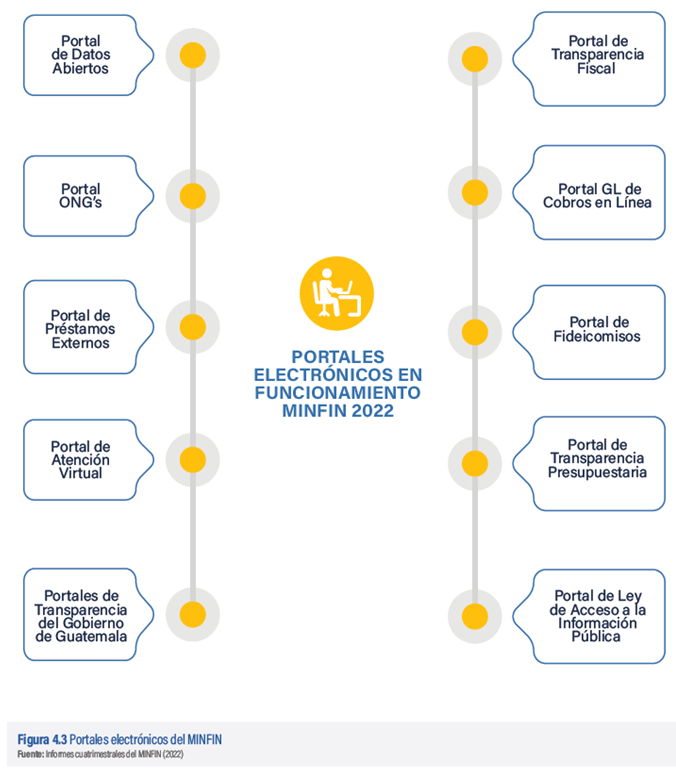 Portal
de Datos
Abiertos
Portal
ONG's
Portal de
Préstamos
Externos
Portal de
Atención
Virtual
Portales de
Transparencia
del Gobierno
de Guatemala
PORTALES
ELECTRÓNICOS EN
FUNCIONAMIENTO
MINFIN 2022
Portal de
Transparencia
Fiscal
Portal GL de
Cobros en Línea
Portal de
Fideicomisos
Portal de
Transparencia
Presupuestaria
Portal de Ley
de Acceso a la
Información
Pública
Figura 4.3 Portales electrónicos del MINFIN
Fuente: Informes cuatrimestrales del MINFIN (2022)